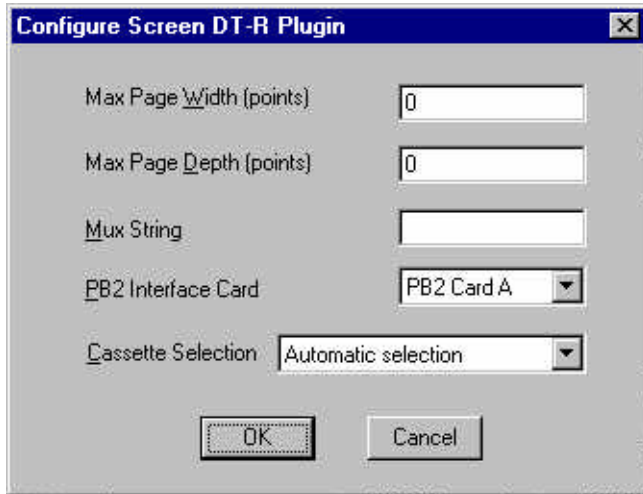 Configure Screen DT-R Plugin
Max Page Width (points) 0
Max Page Depth (points) 0
Mux String
PB2 Interface Card PB2 Card A
Cassette Selection Automatic selection
OK Cancel